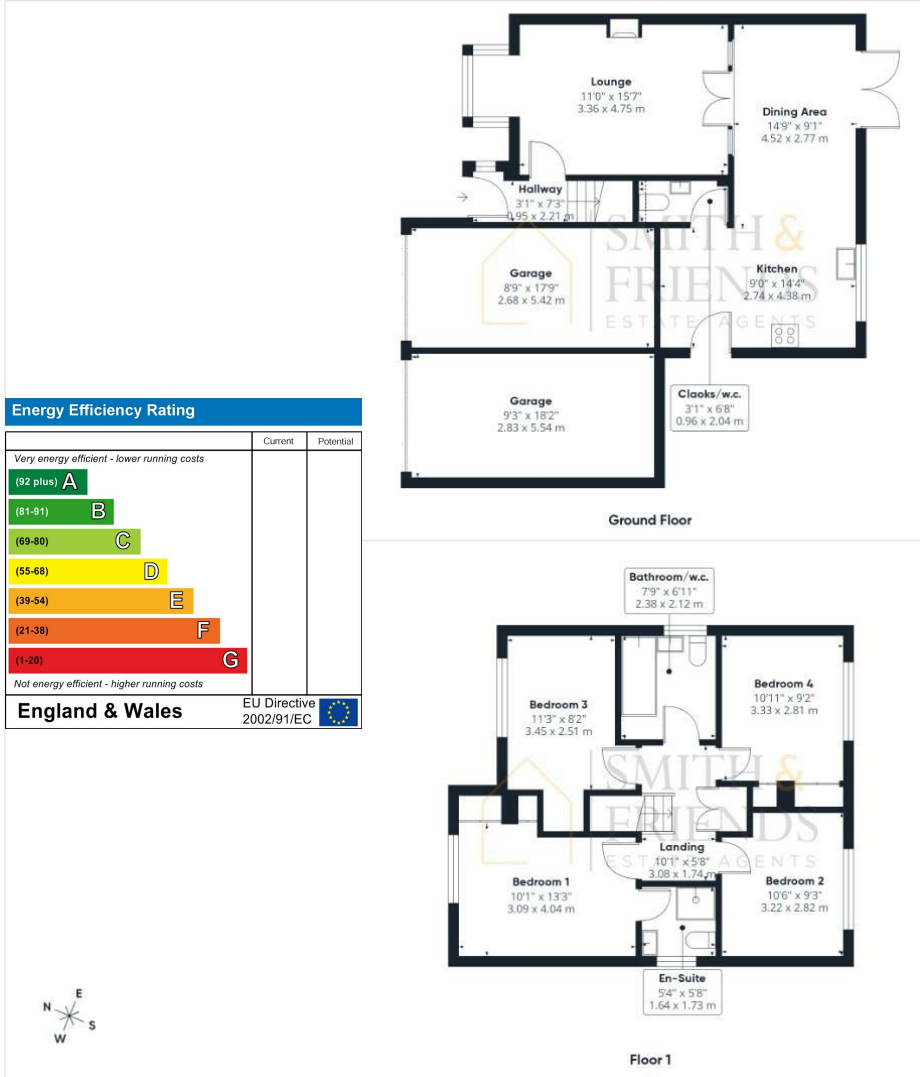 Lounge
11'0" x 15'7"
3.36 x 4.75 m
Dining Area
14'9" x 9'1"
4.52 x 2.77 m
Hallway
3'1" x 7'3"
0.95 x 2.21 m
SMITH &
FRIENDS
ESTATE AGENTS
Garage
8'9" x 17'9"
2.68 x 5.42 m
Kitchen
9'0" x 14'4"
2.74 x 4.38 m
Garage
9'3" x 18'2"
2.83 x 5.54 m
Claoks/w.c.
3'1" x 6'8"
0.96 x 2.04 m
Ground Floor
Energy Efficiency Rating
Current
Potential
Very energy efficient - lower running costs
(92 plus) A
(81-91) B
(69-80) C
(55-68) D
(39-54) E
(21-38) F
(1-20) G
Not energy efficient - higher running costs
England & Wales
EU Directive
2002/91/EC
Bathroom/w.c.
7'9" x 6'11"
2.38 x 2.12 m
Bedroom 3
11'3" x 8'2"
3.45 x 2.51 m
Bedroom 4
10'11" x 9'2"
3.33 x 2.81 m
SMITH &
FRIENDS
ESTATE AGENTS
Landing
10'1" x 5'8"
3.08 x 1.74 m
Bedroom 1
10'1" x 13'3"
3.09 x 4.04 m
Bedroom 2
10'6" x 9'3"
3.22 x 2.82 m
En-Suite
5'4" x 5'8"
1.64 x 1.73 m
N
E
S
W
Floor 1